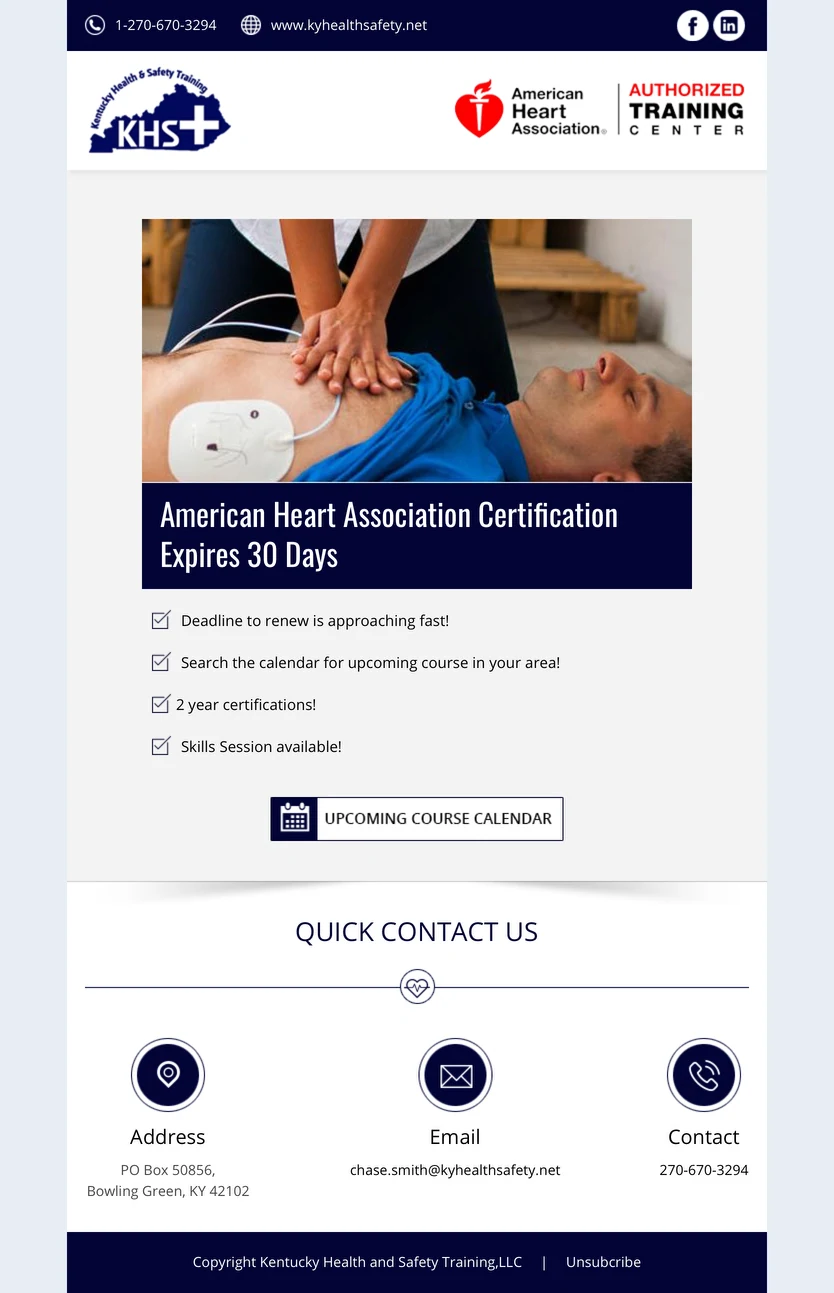 1-270-670-3294
www.kyhealthsafety.net
Kentucky Health & Safety Training
KHS
American
Heart
Association®
AUTHORIZED
TRAINING
CENTER
American Heart Association Certification
Expires 30 Days
Deadline to renew is approaching fast!
Search the calendar for upcoming course in your area!
2 year certifications!
Skills Session available!
UPCOMING COURSE CALENDAR
QUICK CONTACT US
Address
PO Box 50856,
Bowling Green, KY 42102
Email
chase.smith@kyhealthsafety.net
Contact
270-670-3294
Copyright Kentucky Health and Safety Training,LLC | Unsubcribe